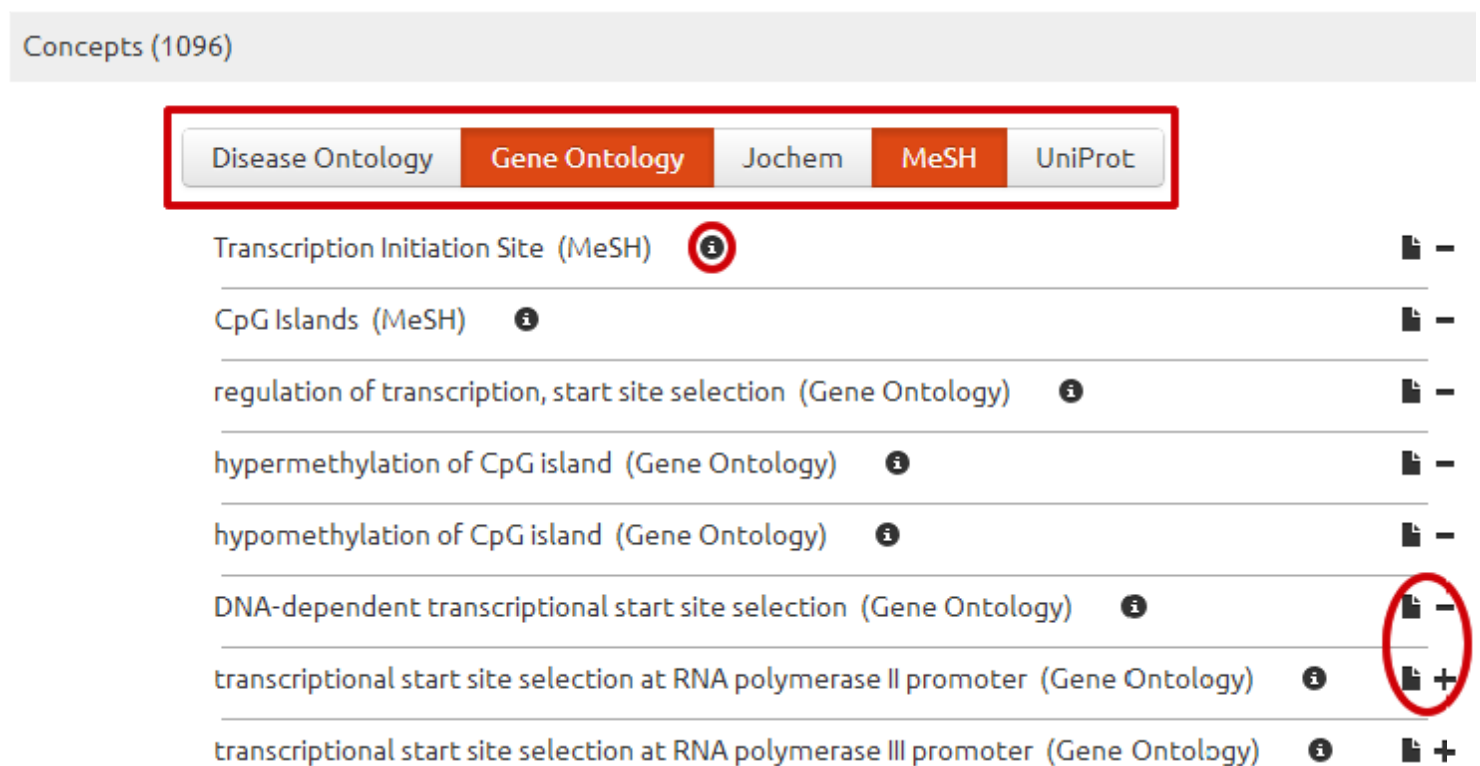 Concepts (1096)
Disease Ontology Gene Ontology Jochem MeSH UniProt
Transcription Initiation Site (MeSH)
CpG Islands (MeSH)
regulation of transcription, start site selection (Gene Ontology)
hypermethylation of CpG island (Gene Ontology)
hypomethylation of CpG island (Gene Ontology)
DNA-dependent transcriptional start site selection (Gene Ontology)
transcriptional start site selection at RNA polymerase II promoter (Gene Ontology)
transcriptional start site selection at RNA polymerase III promoter (Gene Ontology)